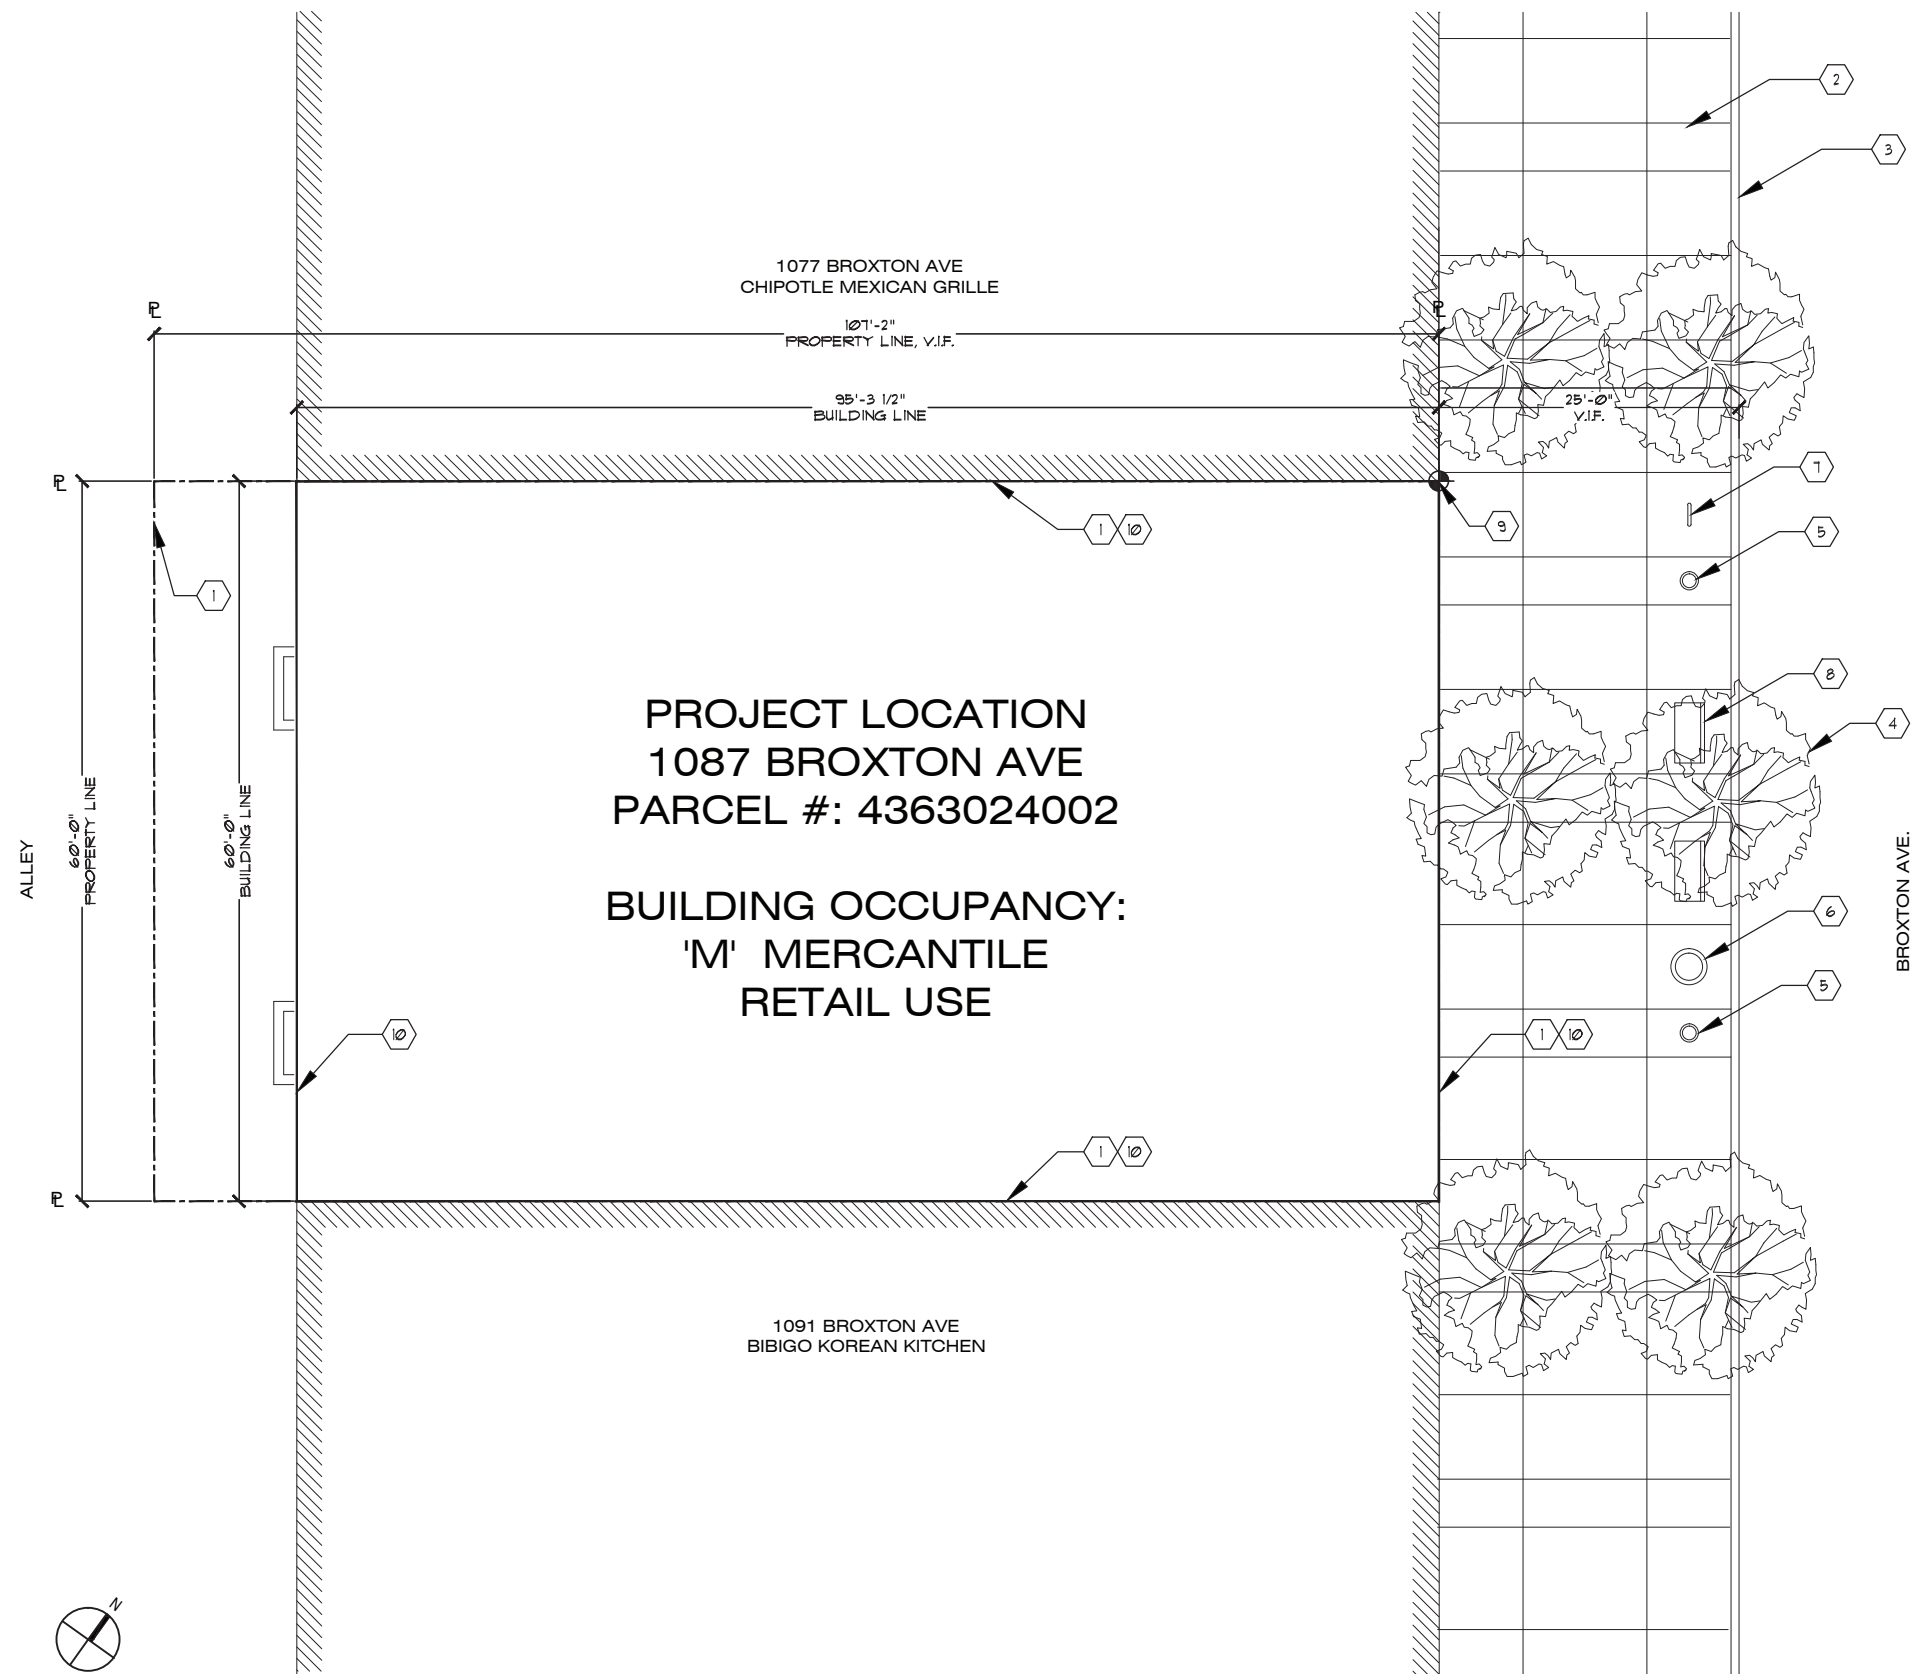 2
3
1077 BROXTON AVE
CHIPOTLE MEXICAN GRILLE
PL
PL
107'-2"
PROPERTY LINE, V.I.F.
95'-3 1/2"
BUILDING LINE
25'-0"
V.I.F.
PL
7
9
1 10
5
1
8
4
PROJECT LOCATION
1087 BROXTON AVE
PARCEL #: 4363024002
BUILDING OCCUPANCY:
'M' MERCANTILE
RETAIL USE
ALLEY
60'-0"
PROPERTY LINE
60'-0"
BUILDING LINE
BROXTON AVE.
6
5
10
1 10
1 10
PL
1091 BROXTON AVE
BIBIGO KOREAN KITCHEN
N